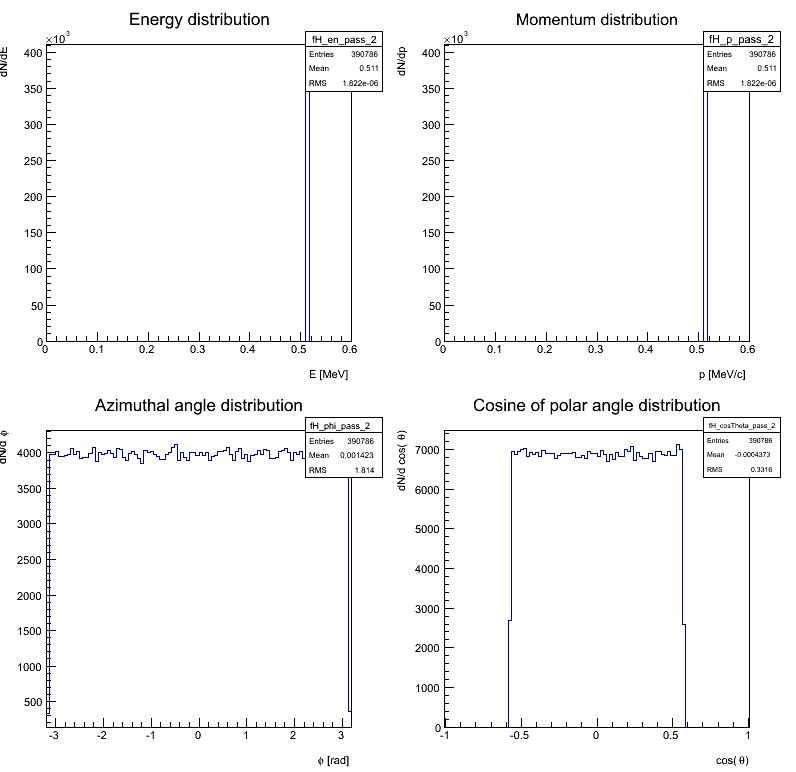 Energy distribution
×10³
dN/dE
fH_en_pass_2
Entries 390786
Mean 0.511
RMS 1.822e-06
400
350
300
250
200
150
100
50
0
0 0.1 0.2 0.3 0.4 0.5 0.6
E [MeV]
Momentum distribution
×10³
dN/dp
fH_p_pass_2
Entries 390786
Mean 0.511
RMS 1.822e-06
400
350
300
250
200
150
100
50
0
0 0.1 0.2 0.3 0.4 0.5 0.6
p [MeV/c]
Azimuthal angle distribution
dN/d ϕ
fH_phi_pass_2
Entries 390786
Mean 0.001423
RMS 1.814
4000
3500
3000
2500
2000
1500
1000
500
-3 -2 -1 0 1 2 3
ϕ [rad]
Cosine of polar angle distribution
dN/d cos( θ)
fH_cosTheta_pass_2
Entries 390786
Mean -0.0004373
RMS 0.3316
7000
6000
5000
4000
3000
2000
1000
0
-1 -0.5 0 0.5 1
cos( θ)